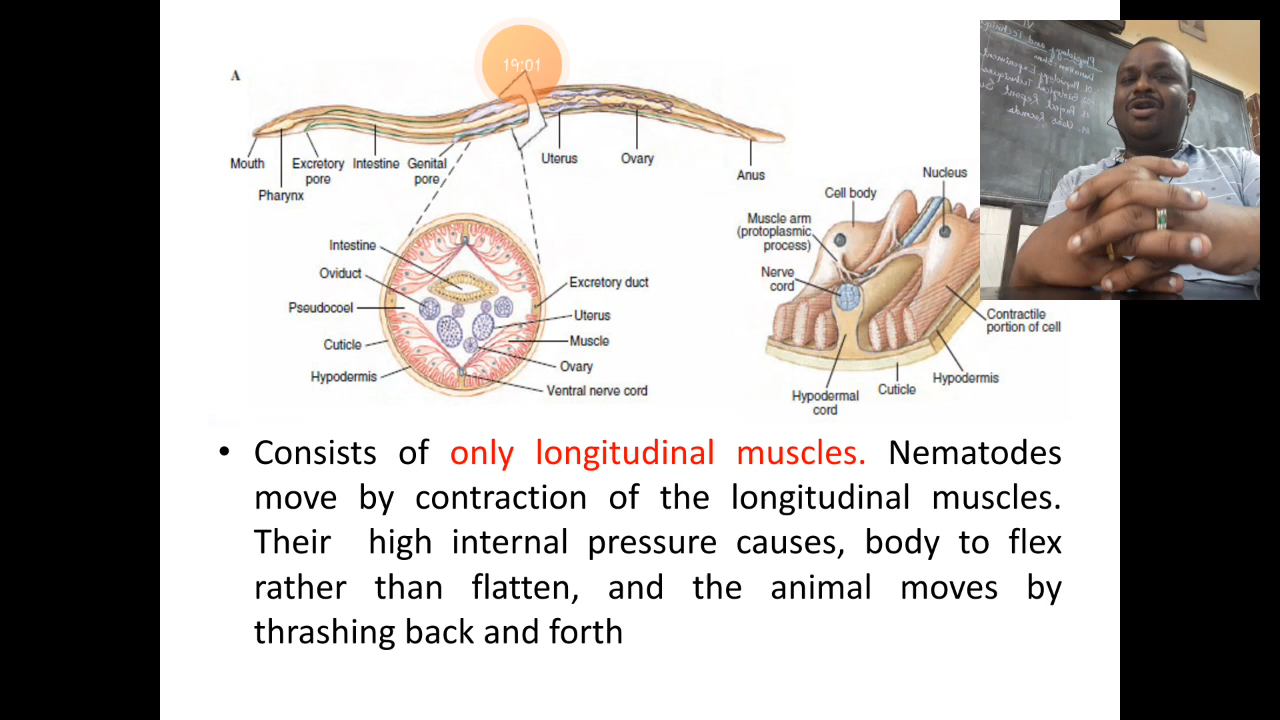 A
19:01
Mouth
Excretory
pore
Intestine
Genital
pore
Pharynx
Uterus
Ovary
Anus
Intestine
Oviduct
Pseudocoel
Cuticle
Hypodermis
Excretory duct
Uterus
Muscle
Ovary
Ventral nerve cord
Nucleus
Cell body
Muscle arm
(protoplasmic
process)
Nerve
cord
Contractile
portion of cell
Hypodermis
Cuticle
Hypodermal
cord
• Consists of only longitudinal muscles. Nematodes
move by contraction of the longitudinal muscles.
Their high internal pressure causes, body to flex
rather than flatten, and the animal moves by
thrashing back and forth